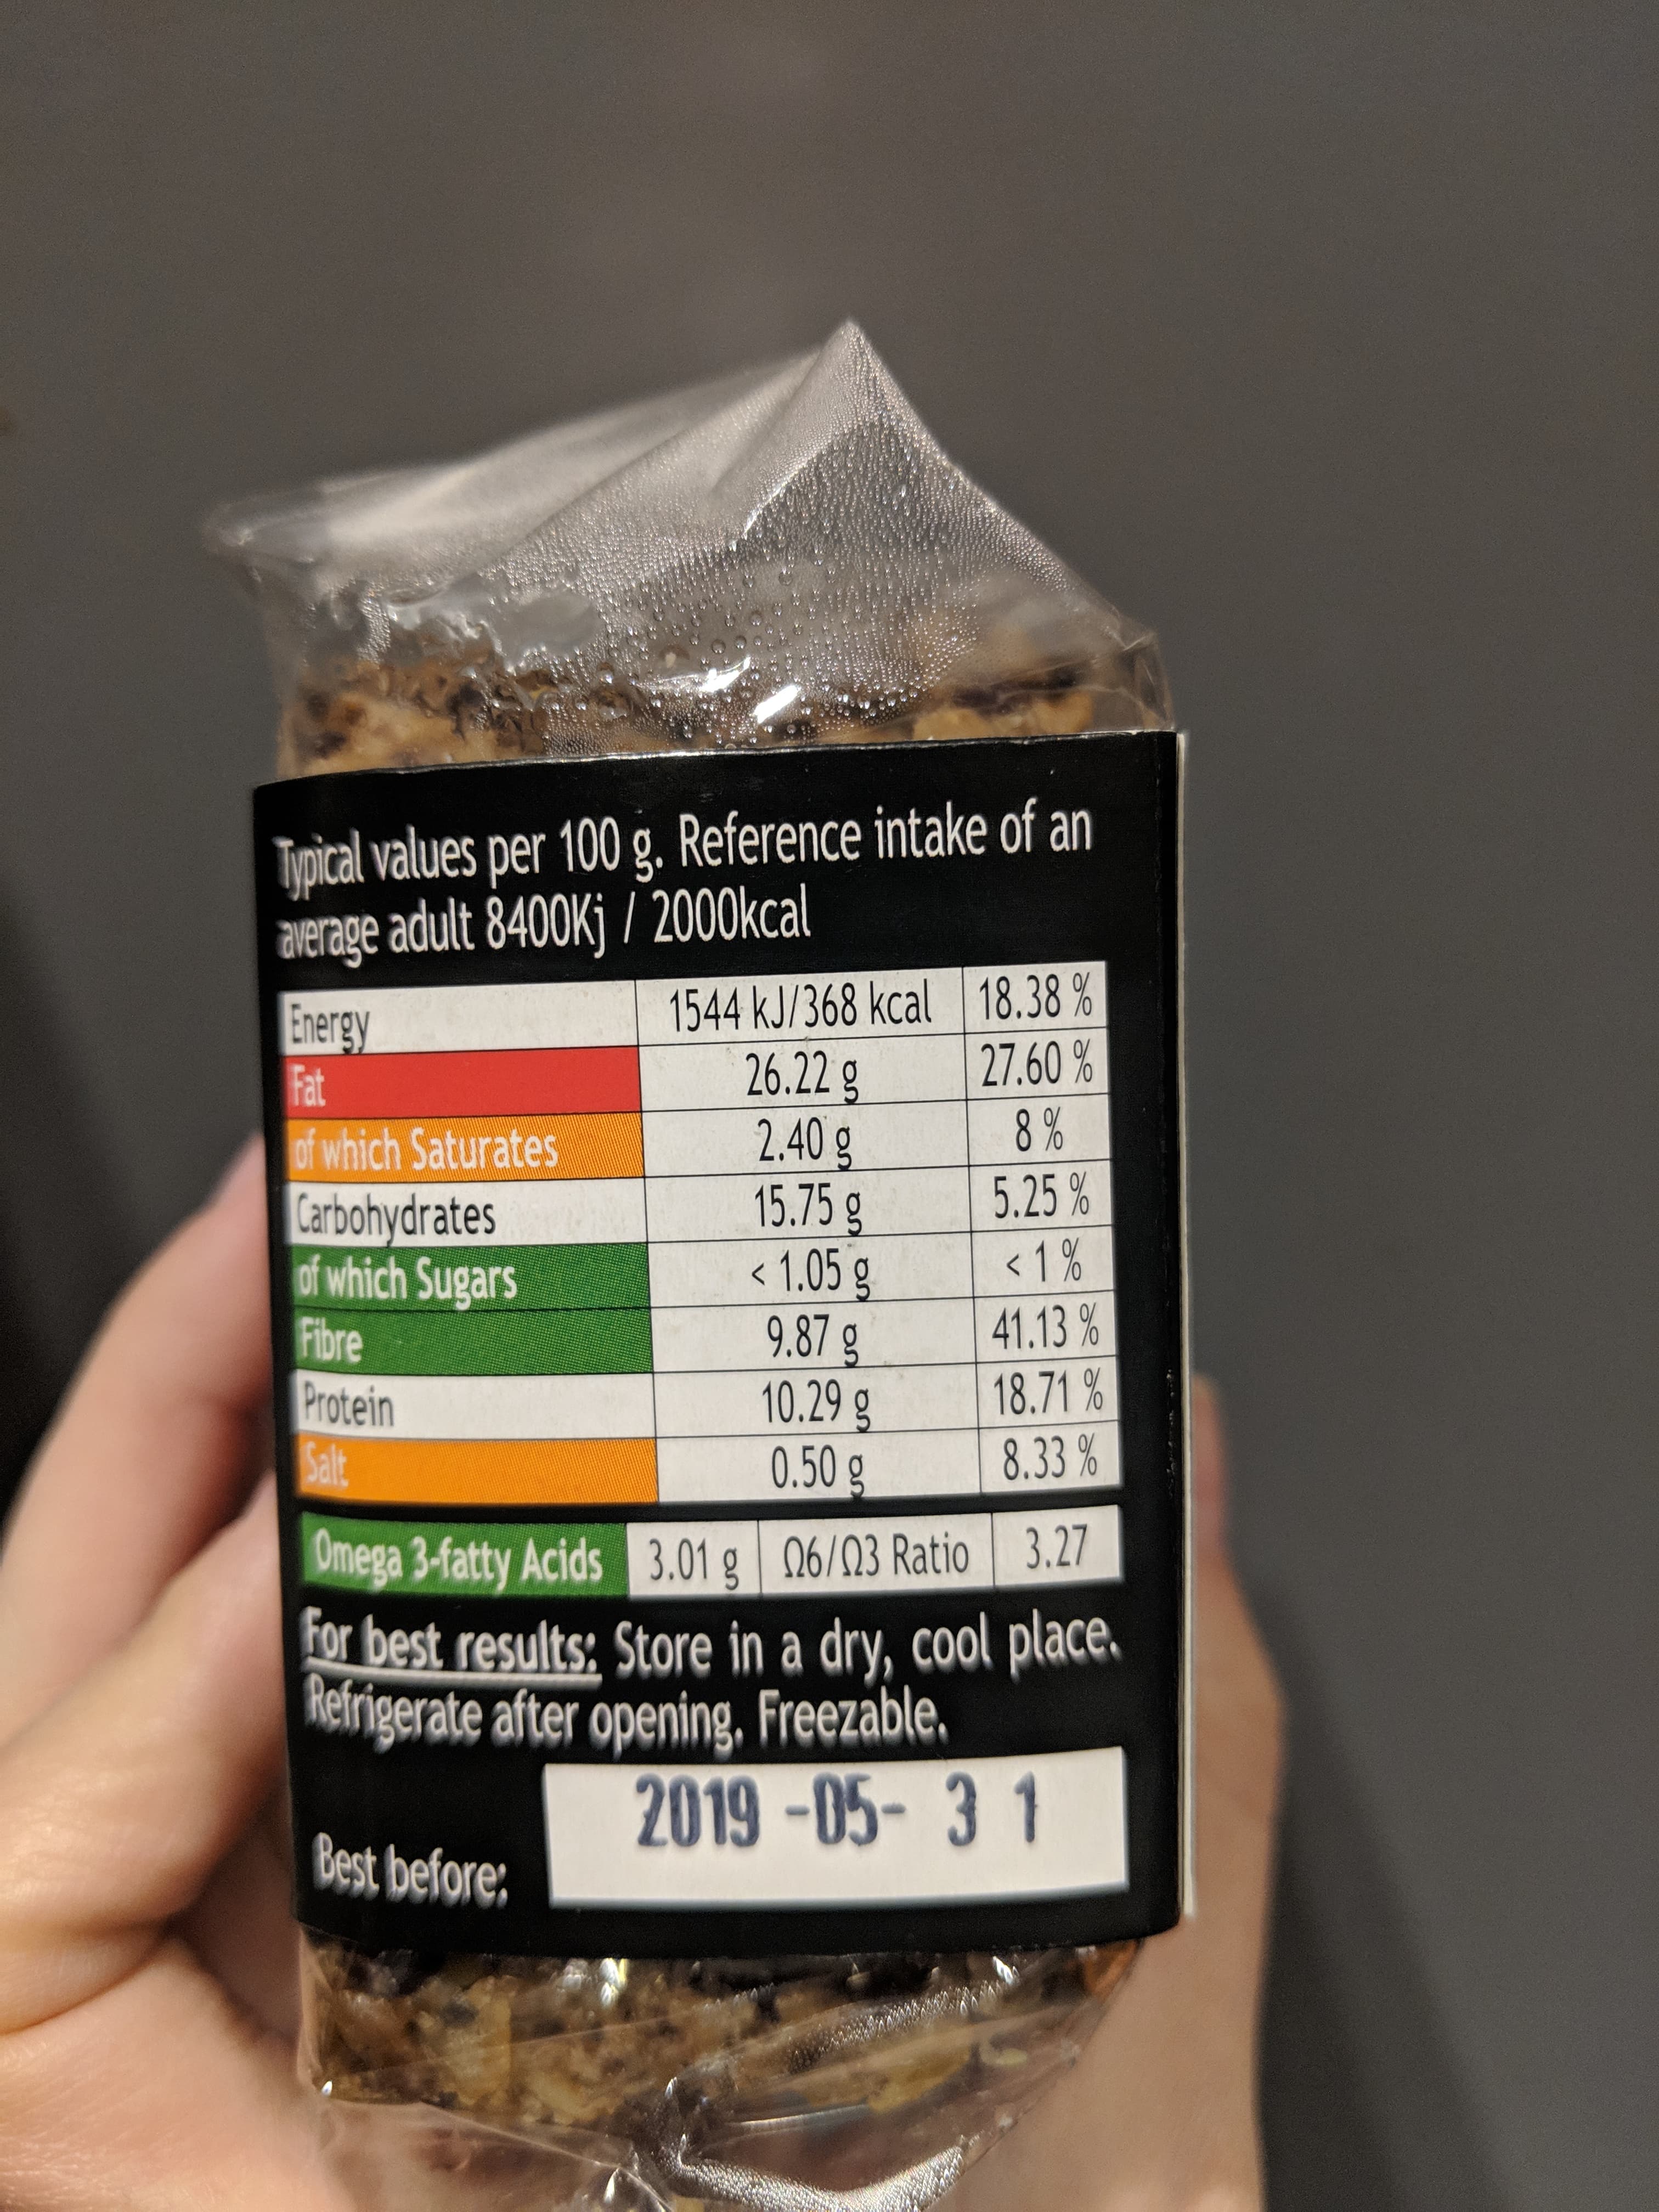 Typical values per 100 g. Reference intake of an
average adult 8400Kj / 2000kcal
Energy 1544 kJ/368 kcal 18.38 %
Fat 26.22 g 27.60 %
of which Saturates 2.40 g 8 %
Carbohydrates 15.75 g 5.25 %
of which Sugars < 1.05 g < 1 %
Fibre 9.87 g 41.13 %
Protein 10.29 g 18.71 %
Salt 0.50 g 8.33 %
Omega 3-fatty Acids 3.01 g Ω6/Ω3 Ratio 3.27
For best results: Store in a dry, cool place.
Refrigerate after opening. Freezable.
2019 -05- 3 1
Best before: